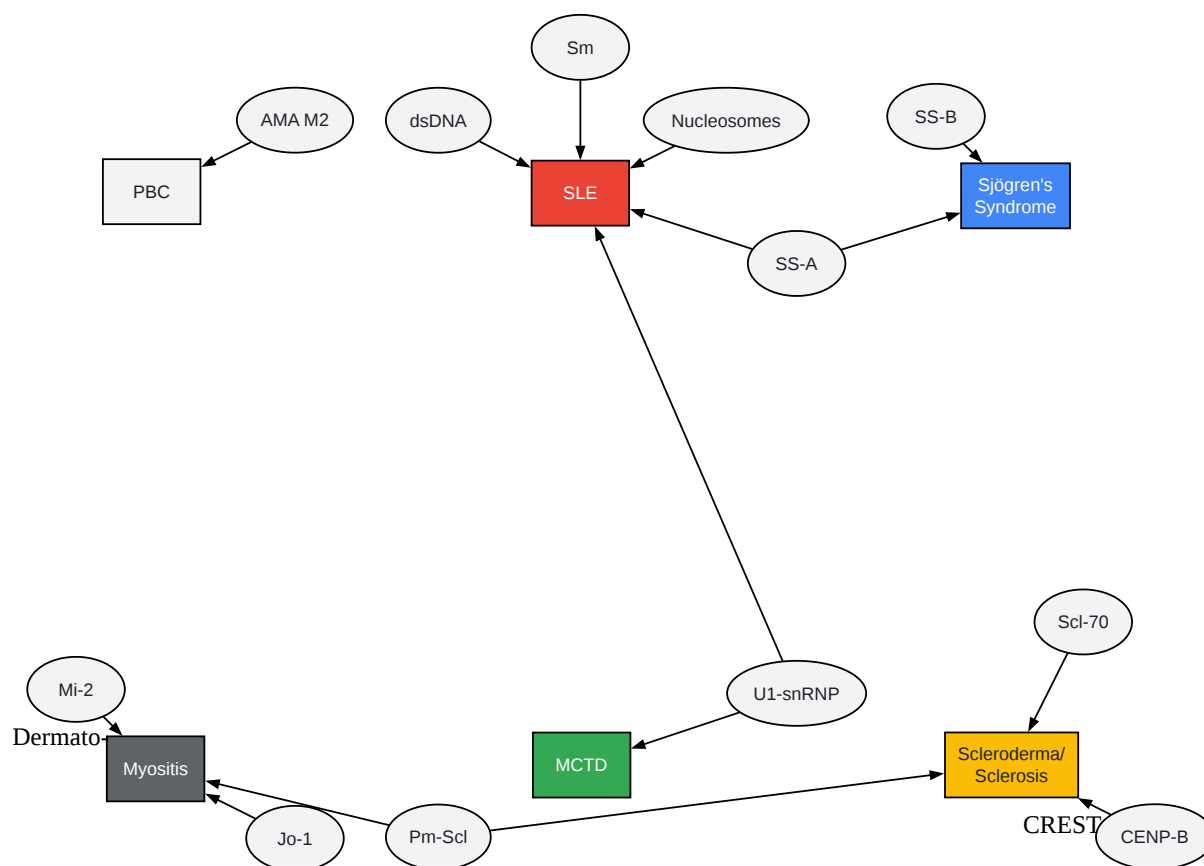 Sm
AMA M2
dsDNA
Nucleosomes
SS-B
PBC
SLE
Sjögren's
Syndrome
SS-A
Scl-70
Mi-2
U1-snRNP
Dermato-
Myositis
MCTD
Scleroderma/
Sclerosis
Jo-1
Pm-Scl
CREST
CENP-B